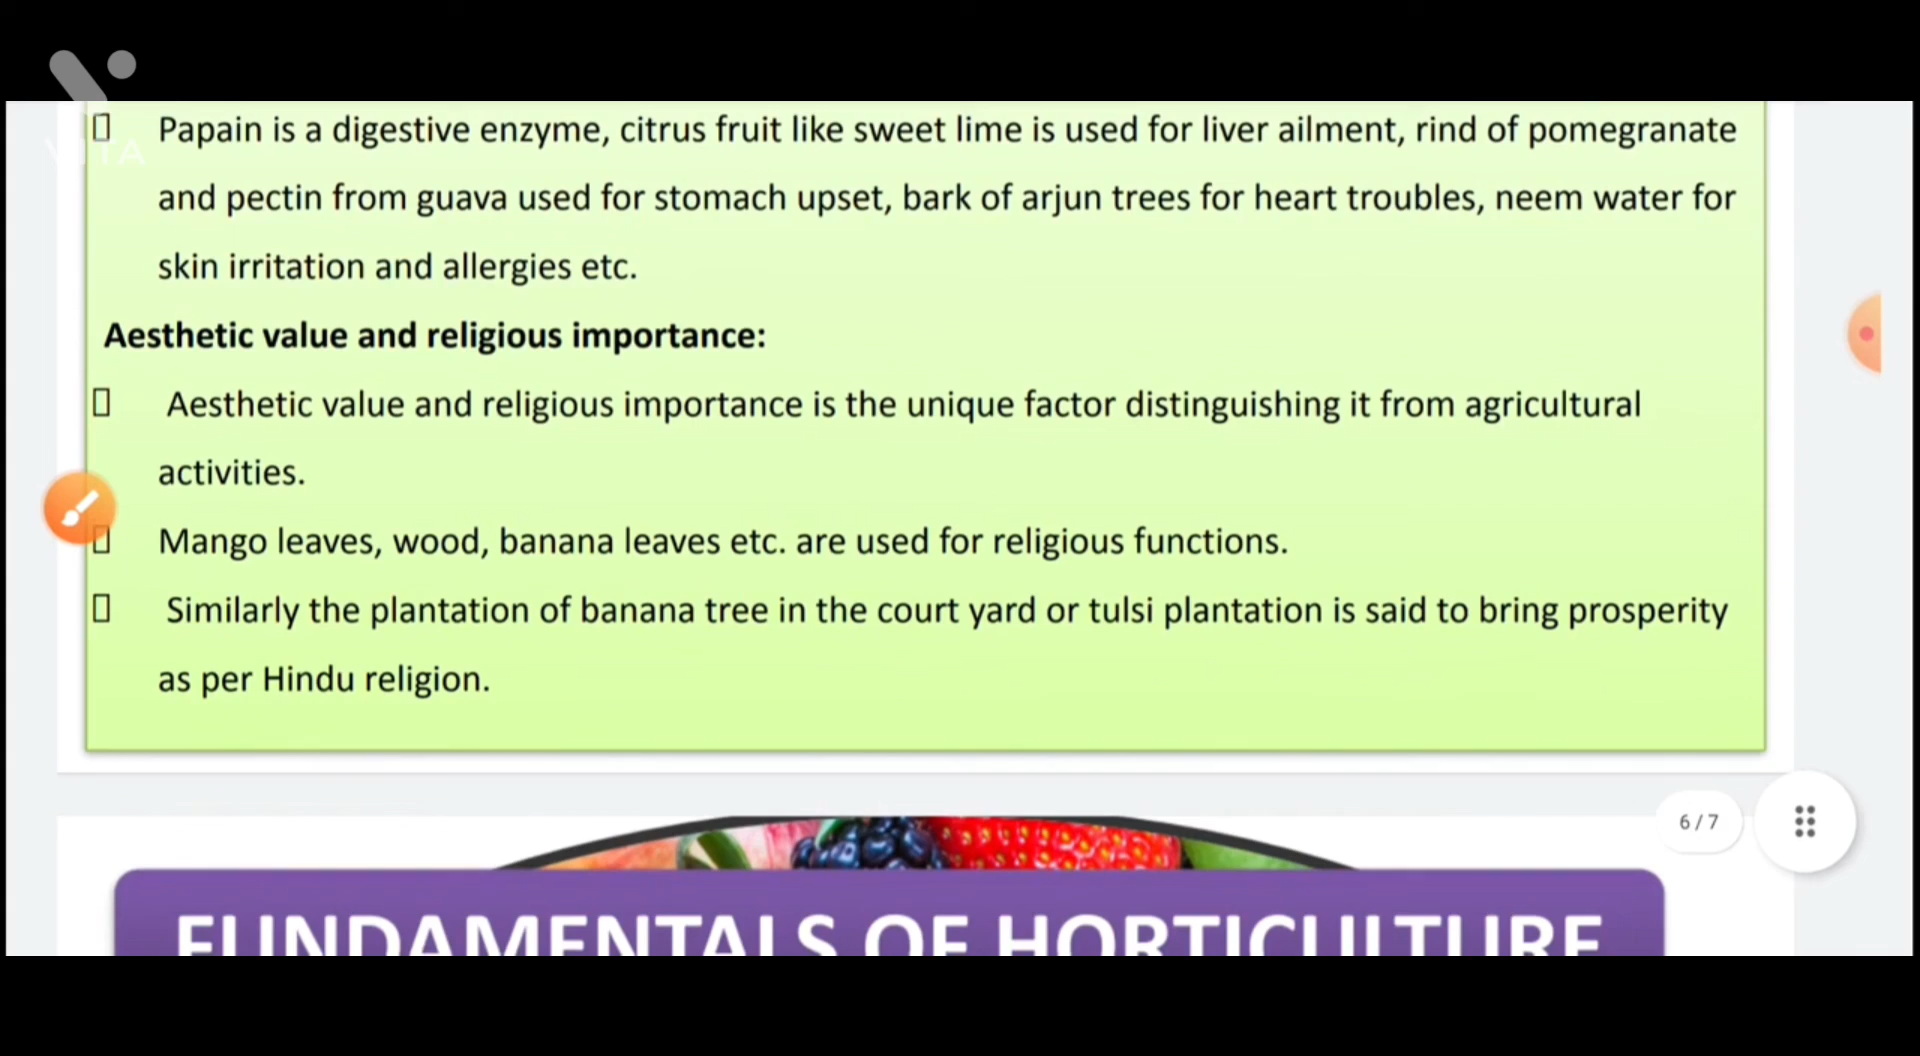 VITA
Papain is a digestive enzyme, citrus fruit like sweet lime is used for liver ailment, rind of pomegranate
and pectin from guava used for stomach upset, bark of arjun trees for heart troubles, neem water for
skin irritation and allergies etc.
Aesthetic value and religious importance:
Aesthetic value and religious importance is the unique factor distinguishing it from agricultural
activities.
Mango leaves, wood, banana leaves etc. are used for religious functions.
Similarly the plantation of banana tree in the court yard or tulsi plantation is said to bring prosperity
as per Hindu religion.
6 / 7
FUNDAMENTALS OF HORTICULTURE